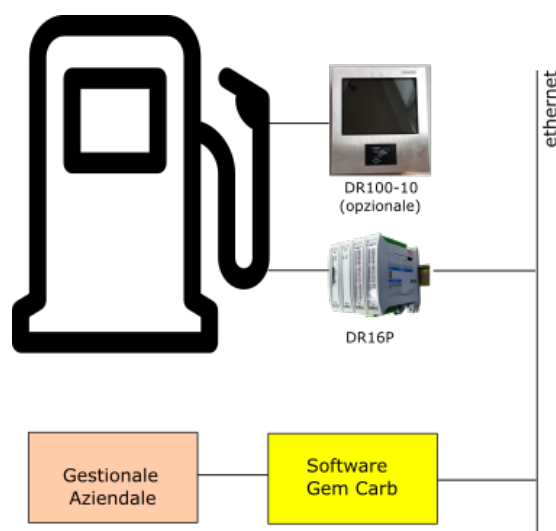 ethernet
DR100-10
(opzionale)
DR16P
Gestionale
Aziendale
Software
Gem Carb